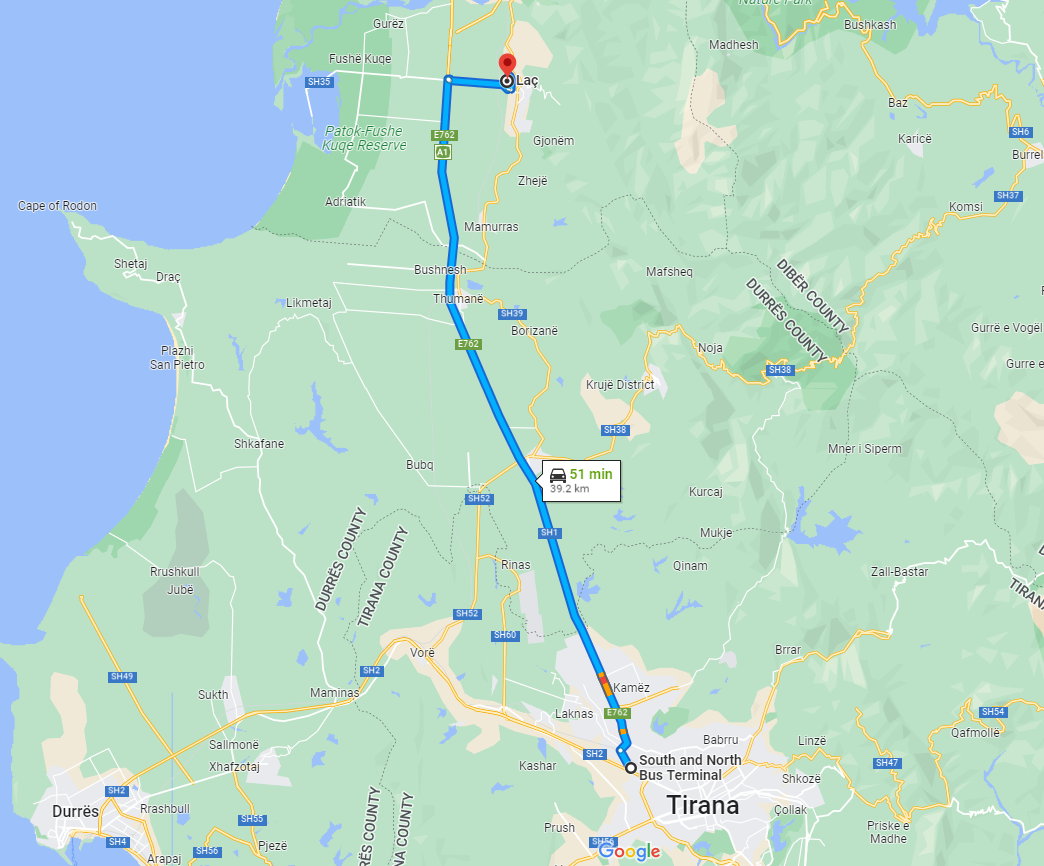 Nature Park
Gurëz
Bushkash
Madhesh
Fushë Kuqe
Laç
SH35
Baz
Patok-Fushe
Kuqe Reserve
E762
A1
Gjonëm
Karicë
SH6
Burrel
Zhejë
SH37
Adriatik
Cape of Rodon
Komsi
Mamurras
Shetaj
Draç
Bushnesh
Mafsheq
DIBËR COUNTY
DURRËS COUNTY
Likmetaj
Thumanë
SH39
Borizanë
Gurrë e Vogël
Plazhi
San Pietro
E762
Noja
SH38
Gurre e
Krujë District
SH38
Shkafane
Mner i Siperm
Bubq
51 min
39.2 km
SH52
Kurcaj
SH1
Mukje
DURRËS COUNTY
TIRANA COUNTY
Rinas
Qinam
Rrushkull
Zall-Bastar
Jubë
TIRANA
SH52
SH60
Vorë
Brrar
SH2
SH49
Sukth
Maminas
Kamëz
Laknas
E762
SH54
Qafmollë
Sallmonë
Babrru
Linzë
SH2
Xhafzotaj
Kashar
South and North
Bus Terminal
SH47
Shkozë
SH2
Durrës
Rrashbull
Tirana
Çollak
SH55
SH4
Prush
Priske e
Madhe
SH56
Pjezë
SH56
Arapaj
Google